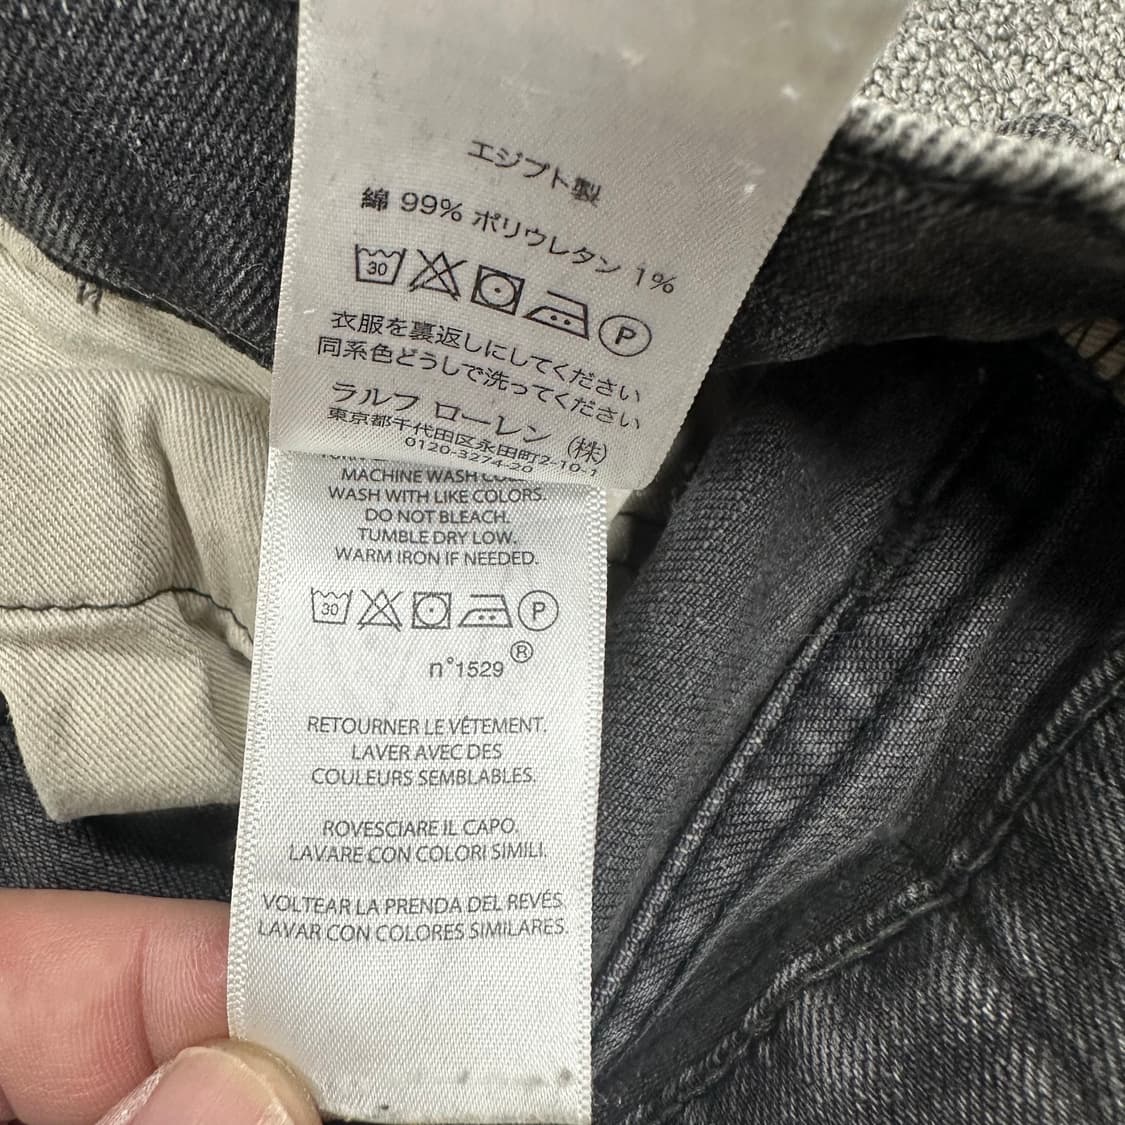 エジプト製
綿 99% ポリウレタン 1%
30 P
衣服を裏返しにしてください
同系色どうしで洗ってください
ラルフ ローレン (株)
東京都千代田区永田町2-10-1
0120-3274-20
MACHINE WASH
WASH WITH LIKE COLORS.
DO NOT BLEACH.
TUMBLE DRY LOW.
WARM IRON IF NEEDED.
30 P
n°1529 ®
RETOURNER LE VÊTEMENT.
LAVER AVEC DES
COULEURS SEMBLABLES.
ROVESCIARE IL CAPO.
LAVARE CON COLORI SIMILI.
VOLTEAR LA PRENDA DEL REVÉS
LAVAR CON COLORES SIMILARES.